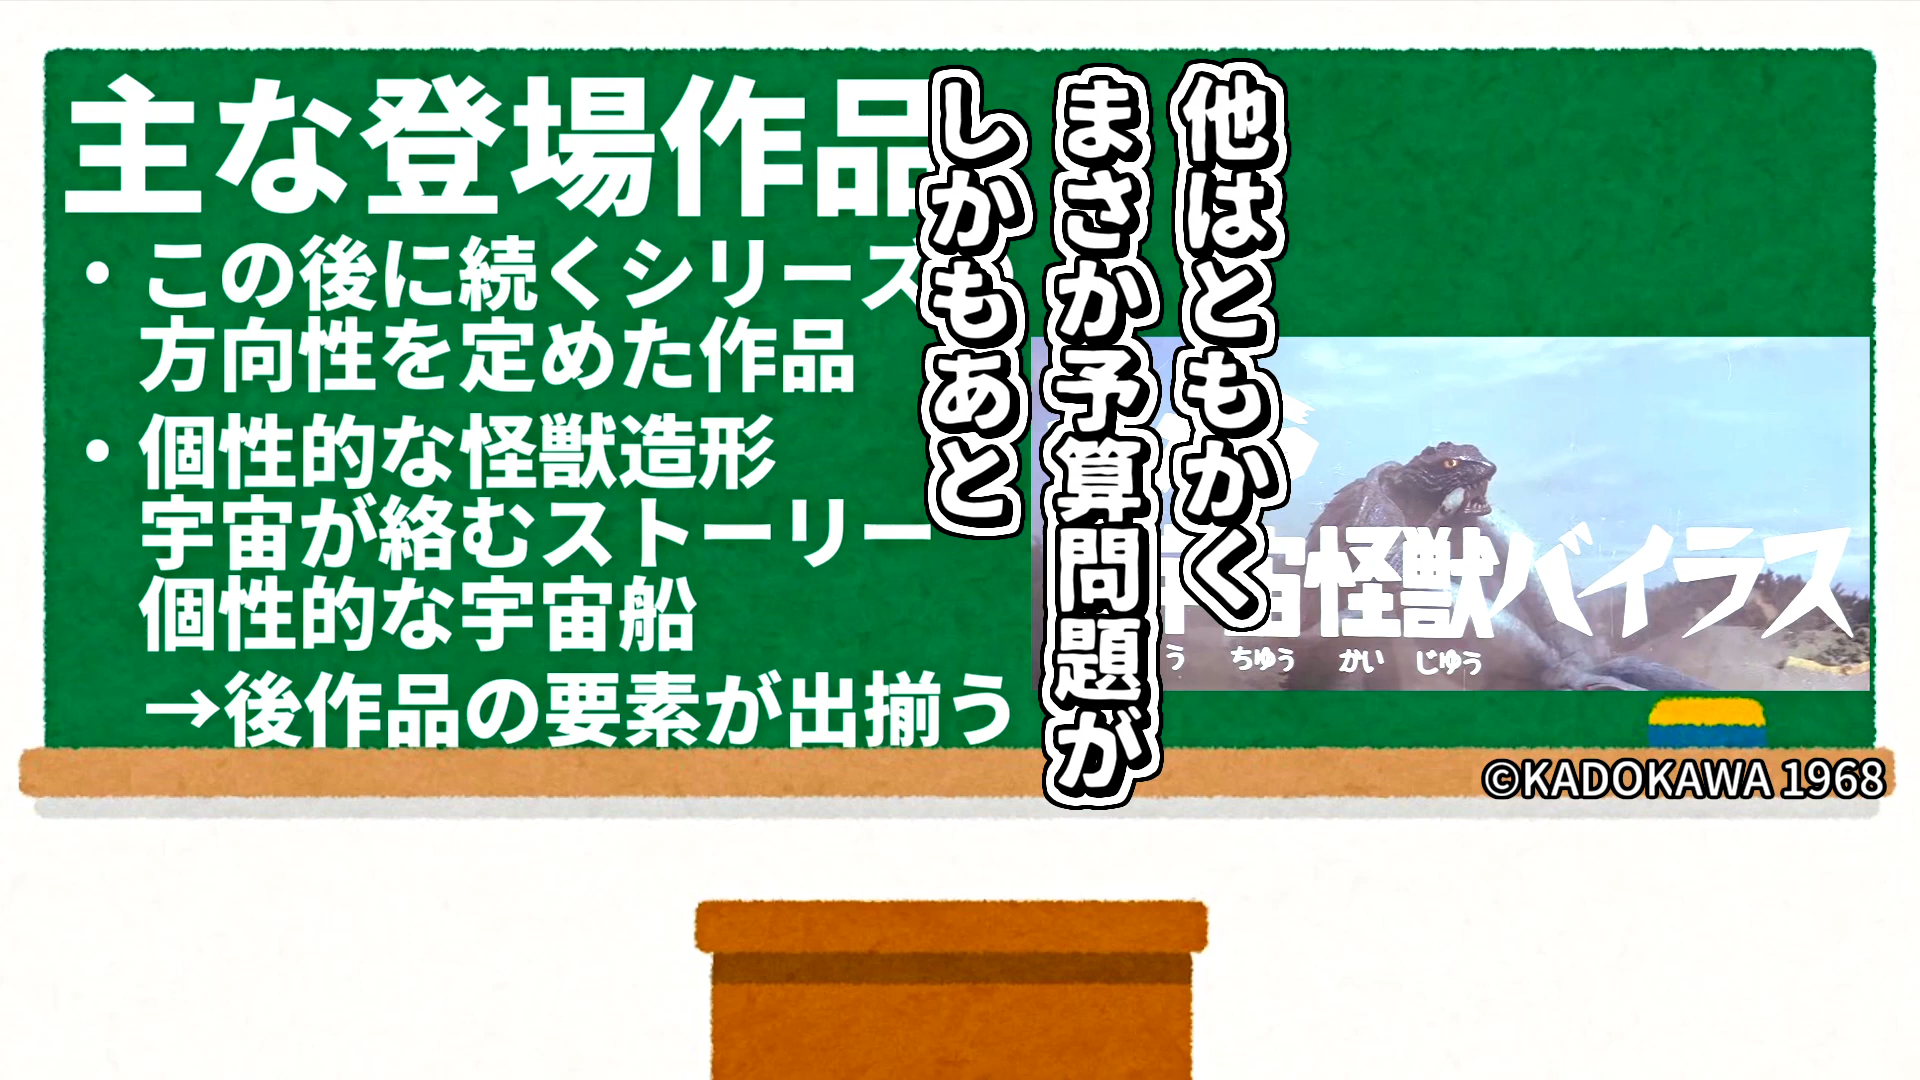 主な登場作品
・この後に続くシリーズ
方向性を定めた作品
・個性的な怪獣造形
宇宙が絡むストーリー
個性的な宇宙船
→後作品の要素が出揃う
他はともかく
まさか予算問題が
しかもあと
宙怪獣バイラス
う ちゆう かい じゆう
©KADOKAWA 1968